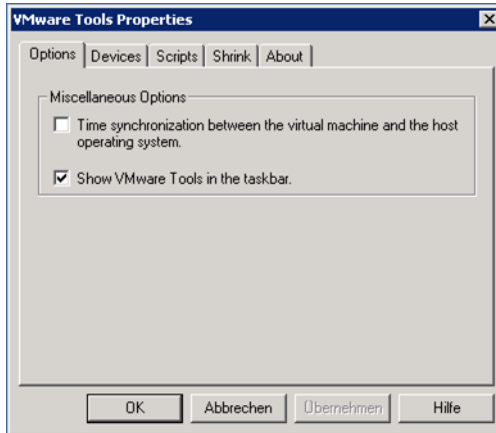 VMware Tools Properties
Options Devices Scripts Shrink About
Miscellaneous Options
Time synchronization between the virtual machine and the host
operating system.
Show VMware Tools in the taskbar.
OK Abbrechen Übernehmen Hilfe